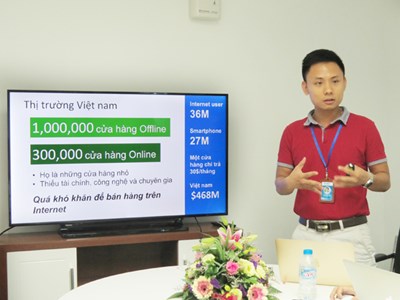 Thị trường Việt nam
1,000,000 cửa hàng Offline
300,000 cửa hàng Online
• Họ là những cửa hàng nhỏ
• Thiếu tài chính, công nghệ và chuyên gia
Quá khó khăn để bán hàng trên
Internet
Internet user
36M
Smartphone
27M
Một cửa
hàng chi trả
30$/tháng
Việt nam
$468M